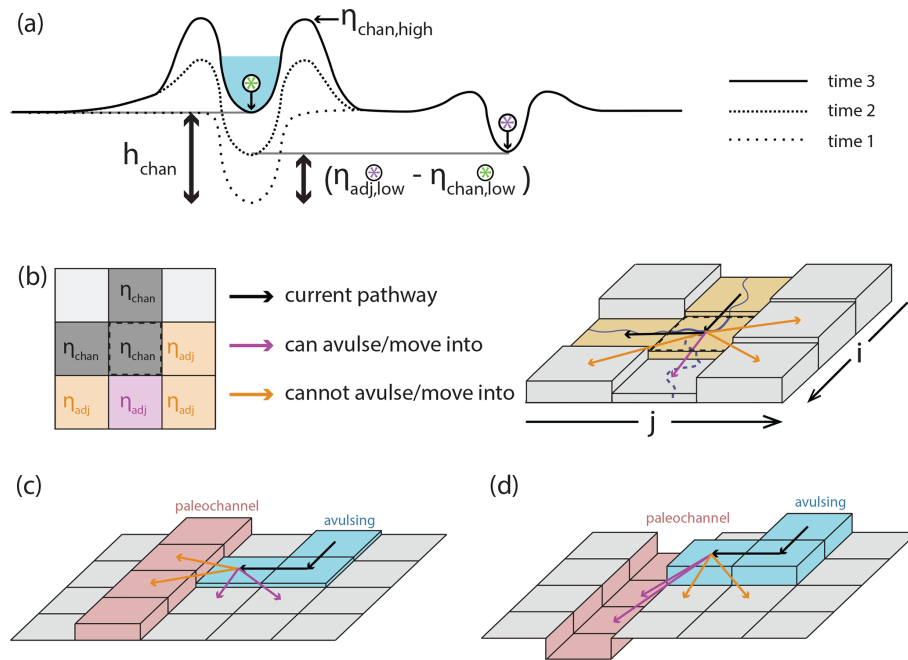 (a)
η chan,high
time 3
time 2
time 1
h chan
(η adj,low - η chan,low )
(b)
η chan
η chan η chan η adj
η adj η adj η adj
current pathway
can avulse/move into
cannot avulse/move into
i
j
(c)
paleochannel
avulsing
(d)
paleochannel
avulsing